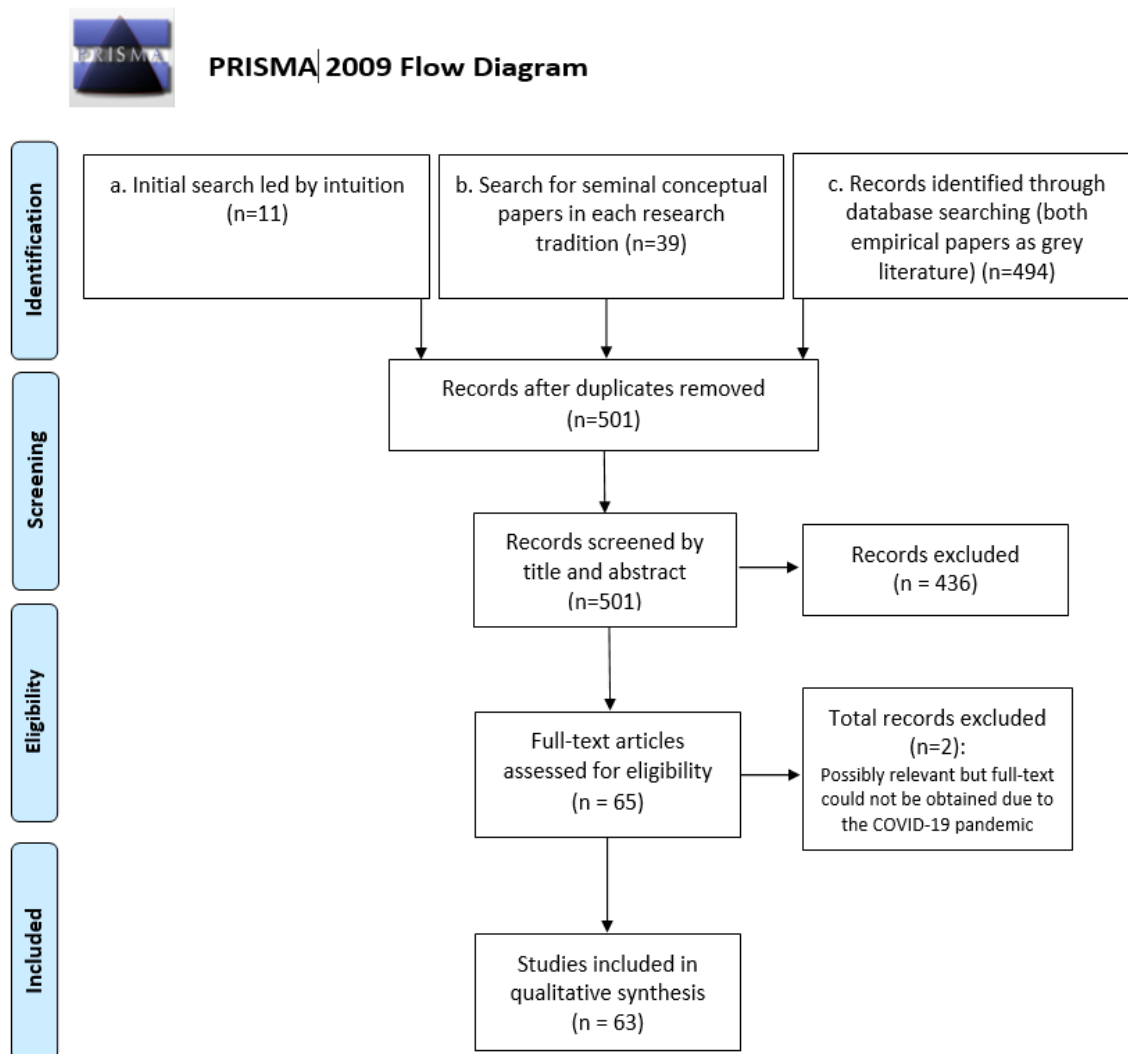 PRISMA
PRISMA 2009 Flow Diagram
Identification
a. Initial search led by intuition
(n=11)
b. Search for seminal conceptual
papers in each research
tradition (n=39)
c. Records identified through
database searching (both
empirical papers as grey
literature) (n=494)
Screening
Records after duplicates removed
(n=501)
Records screened by
title and abstract
(n=501)
Records excluded
(n = 436)
Eligibility
Full-text articles
assessed for eligibility
(n = 65)
Total records excluded
(n=2):
Possibly relevant but full-text
could not be obtained due to
the COVID-19 pandemic
Included
Studies included in
qualitative synthesis
(n = 63)